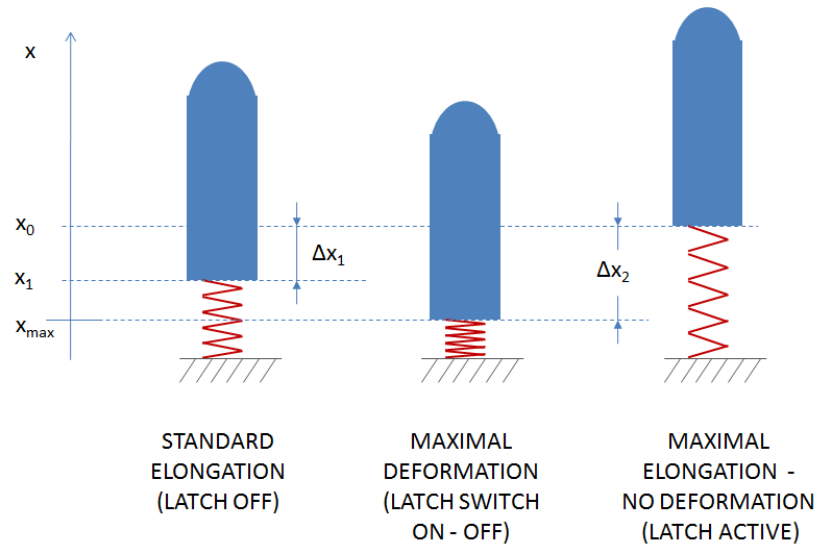 x
x₀
x₁
xₘₐₓ
Δx₁
Δx₂
STANDARD
ELONGATION
(LATCH OFF)
MAXIMAL
DEFORMATION
(LATCH SWITCH
ON - OFF)
MAXIMAL
ELONGATION -
NO DEFORMATION
(LATCH ACTIVE)